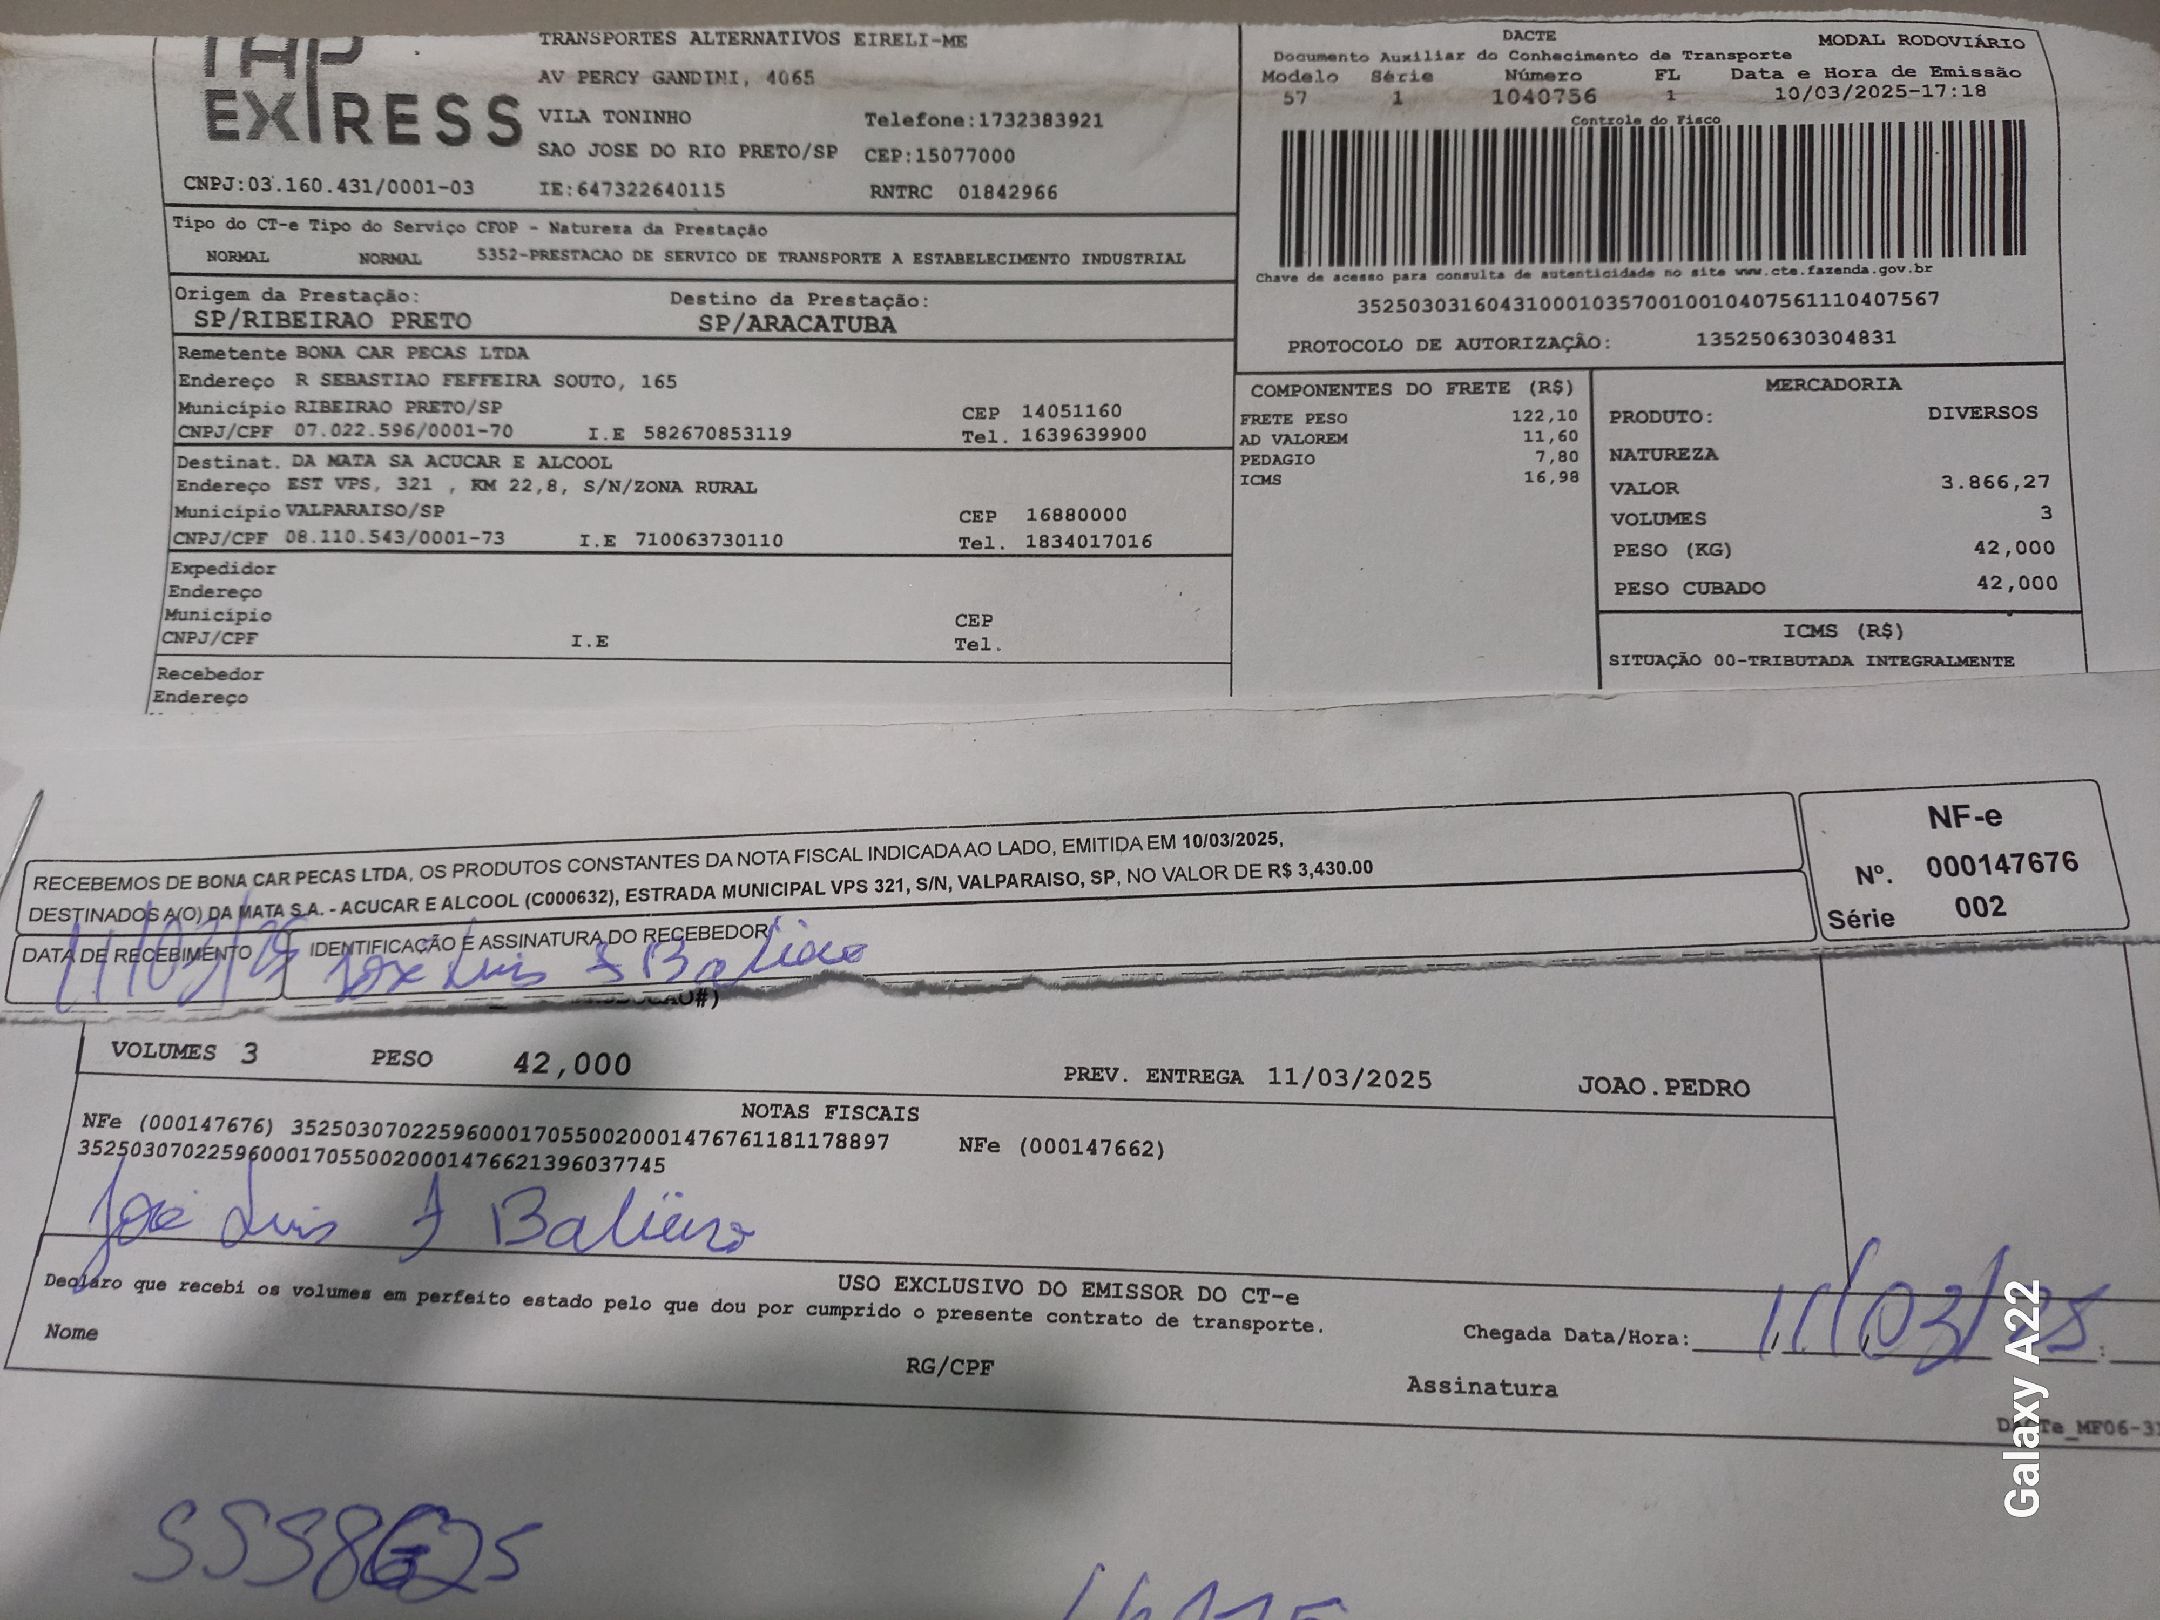 TAP
EXPRESS
TRANSPORTES ALTERNATIVOS EIRELI-ME
AV PERCY GANDINI, 4065
VILA TONINHO Telefone:1732383921
SAO JOSE DO RIO PRETO/SP CEP:15077000
CNPJ:03.160.431/0001-03 IE:647322640115 RNTRC 01842966
DACTE MODAL RODOVIÁRIO
Documento Auxiliar do Conhecimento de Transporte
Modelo Série Número FL Data e Hora de Emissão
57 1 1040756 1 10/03/2025-17:18
Controle do Fisco
Chave de acesso para consulta de autenticidade no site www.cte.fazenda.gov.br
35250303160431000103570010010407561110407567
PROTOCOLO DE AUTORIZAÇÂO: 135250630304831
Tipo do CT-e Tipo do Serviço CFOP - Natureza da Prestação
NORMAL NORMAL 5352-PRESTACAO DE SERVICO DE TRANSPORTE A ESTABELECIMENTO INDUSTRIAL
Origem da Prestação: Destino da Prestação:
SP/RIBEIRAO PRETO SP/ARACATUBA
Remetente BONA CAR PECAS LTDA
Endereço R SEBASTIAO FEFFEIRA SOUTO, 165
Município RIBEIRAO PRETO/SP CEP 14051160
CNPJ/CPF 07.022.596/0001-70 I.E 582670853119 Tel. 1639639900
Destinat. DA MATA SA ACUCAR E ALCOOL
Endereço EST VPS, 321 , KM 22,8, S/N/ZONA RURAL
Município VALPARAISO/SP CEP 16880000
CNPJ/CPF 08.110.543/0001-73 I.E 710063730110 Tel. 1834017016
Expedidor
Endereço
Município CEP
CNPJ/CPF I.E Tel.
Recebedor
Endereço
COMPONENTES DO FRETE (R$)
FRETE PESO 122,10
AD VALOREM 11,60
PEDAGIO 7,80
ICMS 16,98
MERCADORIA
PRODUTO: DIVERSOS
NATUREZA
VALOR 3.866,27
VOLUMES 3
PESO (KG) 42,000
PESO CUBADO 42,000
ICMS (R$)
SITUAÇÃO 00-TRIBUTADA INTEGRALMENTE
RECEBEMOS DE BONA CAR PECAS LTDA, OS PRODUTOS CONSTANTES DA NOTA FISCAL INDICADA AO LADO, EMITIDA EM 10/03/2025,
DESTINADOS A(O) DA MATA S.A. - ACUCAR E ALCOOL (C000632), ESTRADA MUNICIPAL VPS 321, S/N, VALPARAISO, SP, NO VALOR DE R$ 3,430.00
DATA DE RECEBIMENTO IDENTIFICAÇÃO E ASSINATURA DO RECEBEDOR
11/03/25 José Luis J Balieiro
NF-e
Nº. 000147676
Série 002
VOLUMES 3 PESO 42,000 PREV. ENTREGA 11/03/2025 JOAO.PEDRO
NOTAS FISCAIS
NFe (000147676) 35250307022596000170550020001476761181178897 NFe (000147662)
35250307022596000170550020001476621396037745
José Luis J Balieiro
USO EXCLUSIVO DO EMISSOR DO CT-e
Declaro que recebi os volumes em perfeito estado pelo que dou por cumprido o presente contrato de transporte.
Nome RG/CPF Chegada Data/Hora: 11/03/25
Assinatura
Galaxy A22